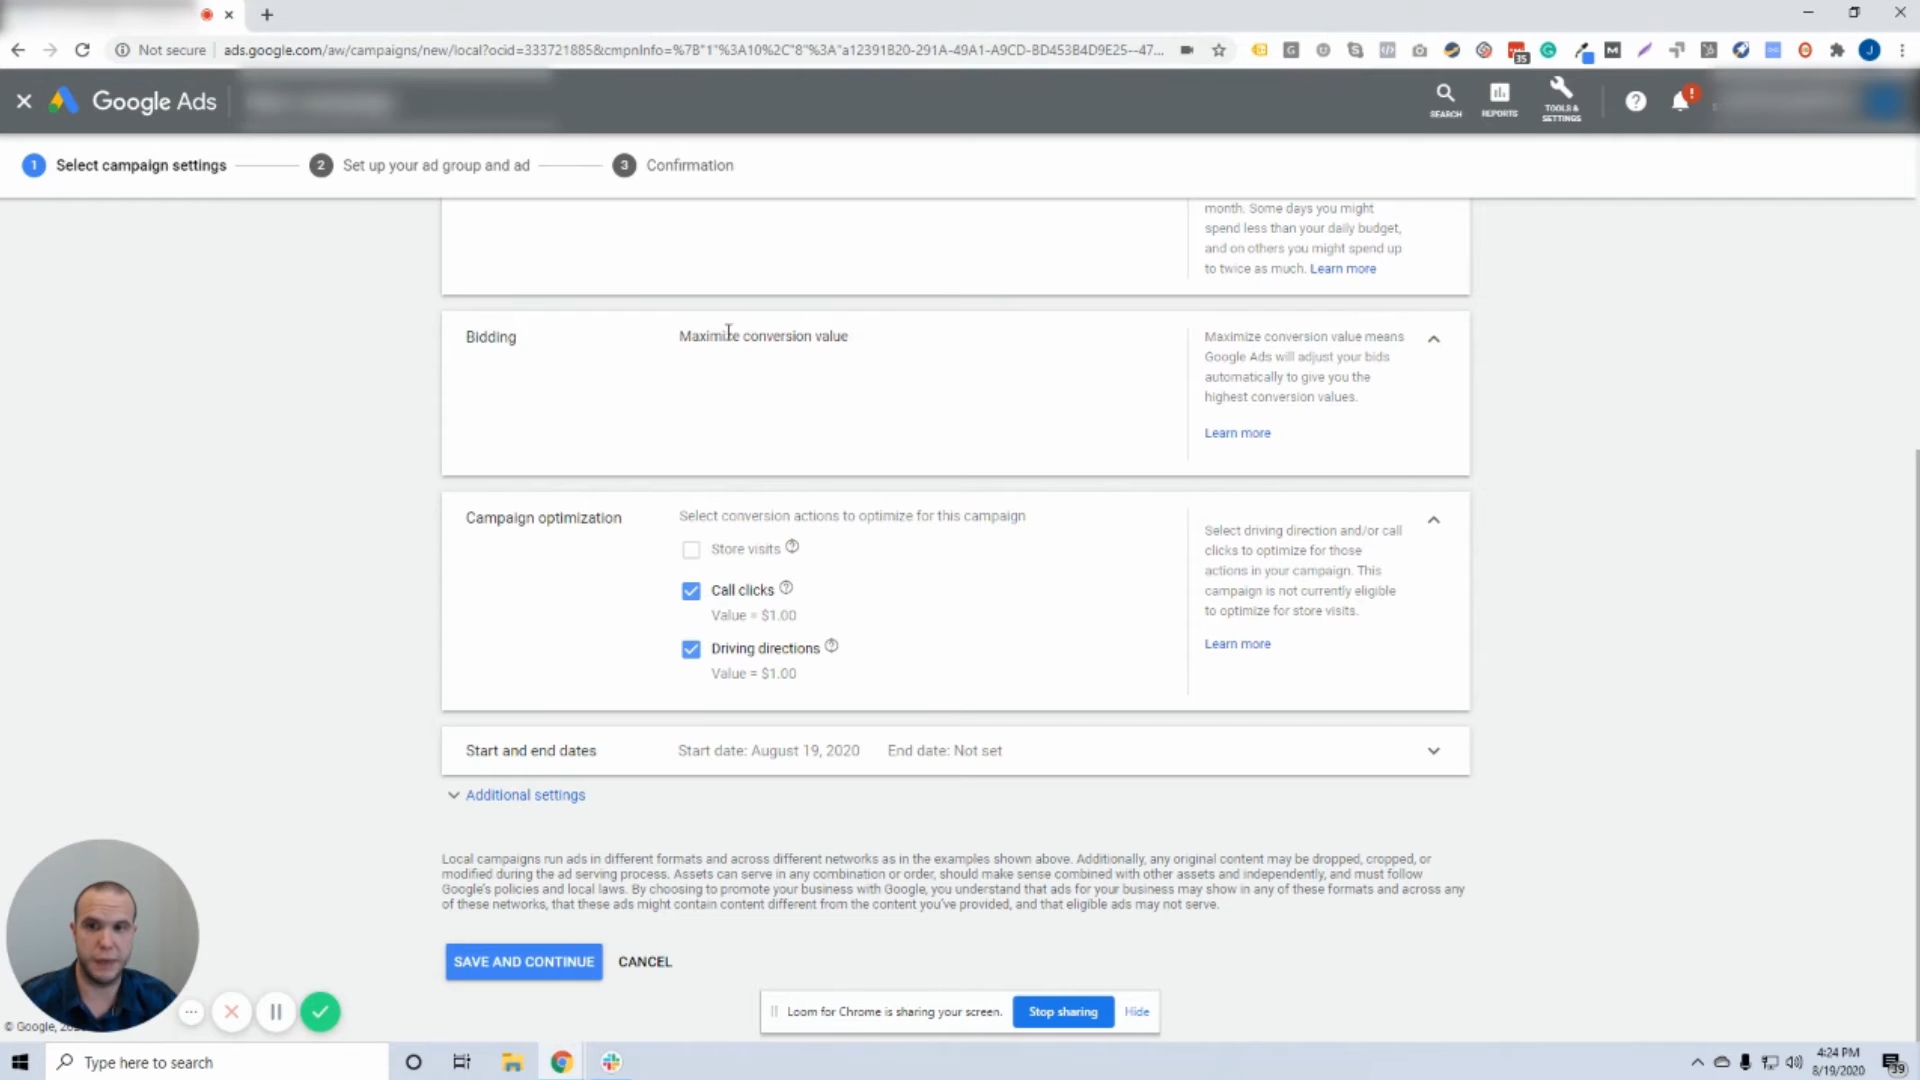 Not secure
ads.google.com/aw/campaigns/new/local?ocid=333721885&cmpnInfo=%7B"1"%3A10%2C"8"%3A"a12391B20-291A-49A1-A9CD-BD453B4D9E25--47...
35
J
Google Ads
SEARCH
REPORTS
TOOLS &
SETTINGS
?
!
1 Select campaign settings
2 Set up your ad group and ad
3 Confirmation
month. Some days you might
spend less than your daily budget,
and on others you might spend up
to twice as much. Learn more
Bidding
Maximize conversion value
Maximize conversion value means
Google Ads will adjust your bids
automatically to give you the
highest conversion values.
Learn more
Campaign optimization
Select conversion actions to optimize for this campaign
Store visits
Call clicks
Value = $1.00
Driving directions
Value = $1.00
Select driving direction and/or call
clicks to optimize for those
actions in your campaign. This
campaign is not currently eligible
to optimize for store visits.
Learn more
Start and end dates
Start date: August 19, 2020
End date: Not set
Additional settings
Local campaigns run ads in different formats and across different networks as in the examples shown above. Additionally, any original content may be dropped, cropped, or
modified during the ad serving process. Assets can serve in any combination or order, should make sense combined with other assets and independently, and must follow
Google's policies and local laws. By choosing to promote your business with Google, you understand that ads for your business may show in any of these formats and across any
of these networks, that these ads might contain content different from the content you've provided, and that eligible ads may not serve.
SAVE AND CONTINUE
CANCEL
Loom for Chrome is sharing your screen.
Stop sharing
Hide
© Google,
Type here to search
4:24 PM
8/19/2020
39